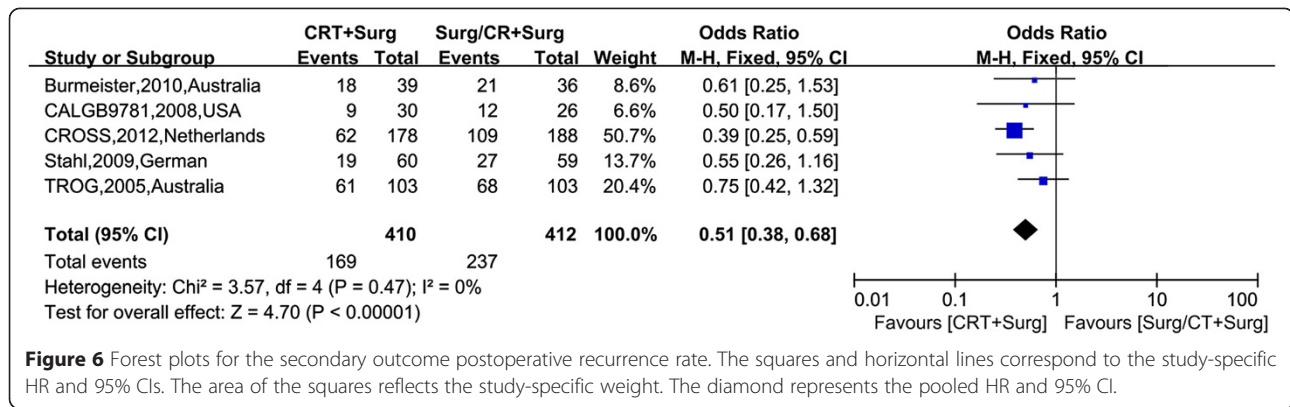 CRT+Surg Surg/CR+Surg Odds Ratio Odds Ratio
Study or Subgroup Events Total Events Total Weight M-H, Fixed, 95% CI M-H, Fixed, 95% CI
Burmeister,2010,Australia 18 39 21 36 8.6% 0.61 [0.25, 1.53]
CALGB9781,2008,USA 9 30 12 26 6.6% 0.50 [0.17, 1.50]
CROSS,2012,Netherlands 62 178 109 188 50.7% 0.39 [0.25, 0.59]
Stahl,2009,German 19 60 27 59 13.7% 0.55 [0.26, 1.16]
TROG,2005,Australia 61 103 68 103 20.4% 0.75 [0.42, 1.32]
Total (95% CI) 410 412 100.0% 0.51 [0.38, 0.68]
Total events 169 237
Heterogeneity: Chi² = 3.57, df = 4 (P = 0.47); I² = 0%
Test for overall effect: Z = 4.70 (P < 0.00001)
0.01 0.1 1 10 100
Favours [CRT+Surg] Favours [Surg/CT+Surg]
Figure 6 Forest plots for the secondary outcome postoperative recurrence rate. The squares and horizontal lines correspond to the study-specific
HR and 95% CIs. The area of the squares reflects the study-specific weight. The diamond represents the pooled HR and 95% CI.